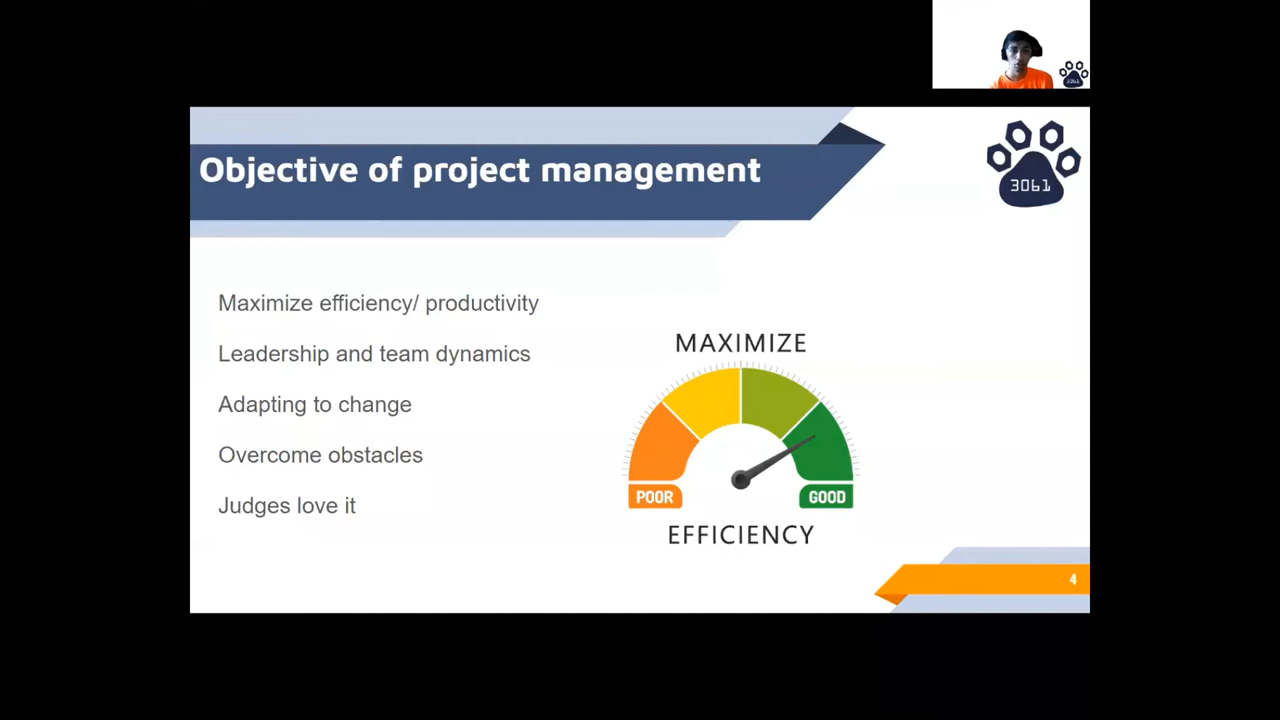 Objective of project management
3061
Maximize efficiency/ productivity
Leadership and team dynamics
Adapting to change
Overcome obstacles
Judges love it
MAXIMIZE
POOR
GOOD
EFFICIENCY
4
3061